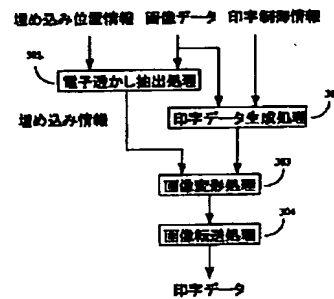 埋め込み位置情報 画像データ 印字制御情報
301
電子透かし抽出処理
埋め込み情報
印字データ生成処理
303
画像変形処理
304
画像転送処理
印字データ